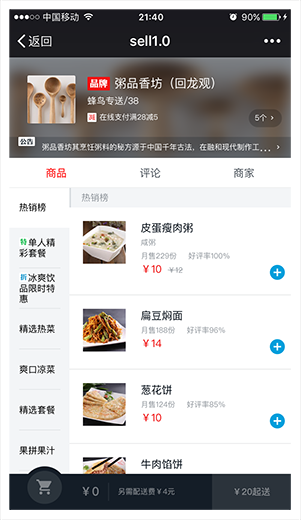 中国移动 21:40 90%
返回 sell1.0
品牌 粥品香坊（回龙观）
蜂鸟专送/38
减 在线支付满28减5
5个 >
公告 粥品香坊其烹饪粥料的秘方源于中国千年古法，在融和现代制作工...
商品 评论 商家
热销榜
特 单人精彩套餐
折 冰爽饮品限时特惠
精选热菜
爽口凉菜
精选套餐
果拼果汁
热销榜
皮蛋瘦肉粥
咸粥
月售229份 好评率100%
￥10 ￥12
扁豆焖面
月售188份 好评率96%
￥14
葱花饼
月售124份 好评率85%
￥10
牛肉馅饼
￥0 另需配送费￥4元 ￥20起送